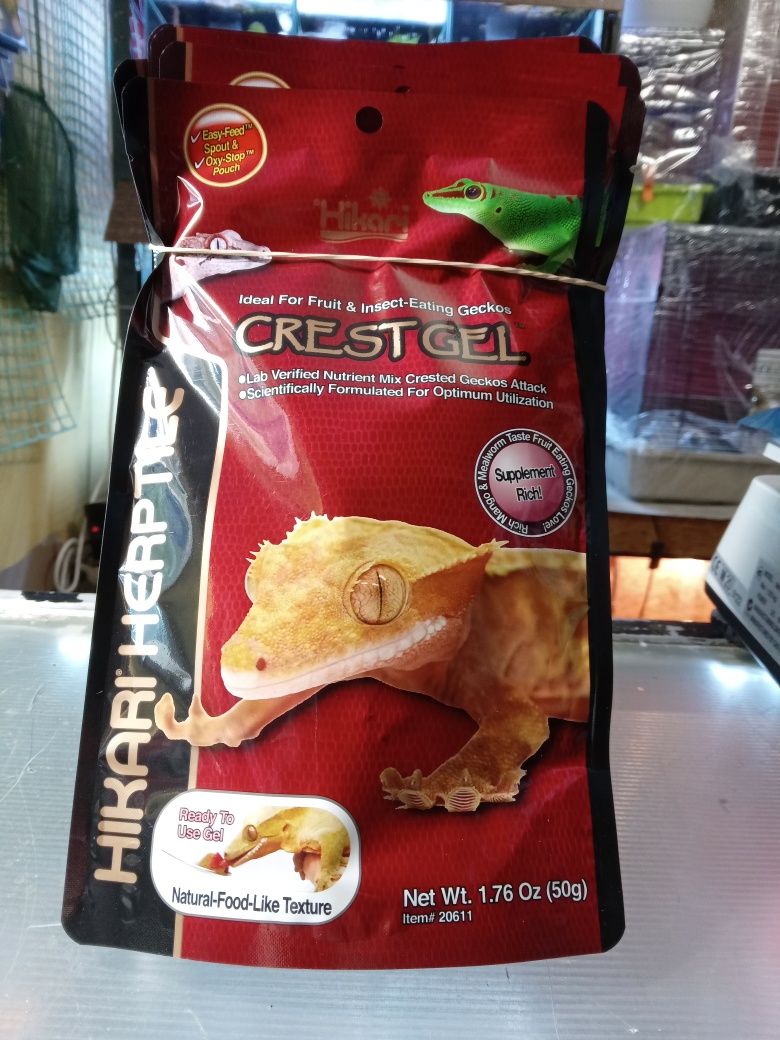 ✓Easy-Feed™
Spout &
✓Oxy-Stop™
Pouch
Hikari
Ideal For Fruit & Insect-Eating Geckos
CREST GEL™
●Lab Verified Nutrient Mix Crested Geckos Attack
●Scientifically Formulated For Optimum Utilization
Rich Mango & Mealworm Taste Fruit Eating Geckos Love!
Supplement
Rich!
HIKARI® HERPTILE
Ready To
Use Gel
Natural-Food-Like Texture
Net Wt. 1.76 Oz (50g)
Item# 20611